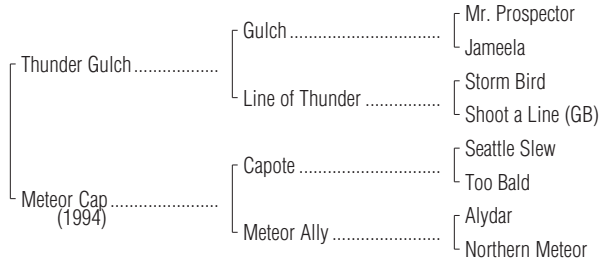 Mr. Prospector
Gulch
Jameela
Thunder Gulch
Storm Bird
Line of Thunder
Shoot a Line (GB)
Seattle Slew
Capote
Too Bald
Meteor Cap
(1994)
Alydar
Meteor Ally
Northern Meteor